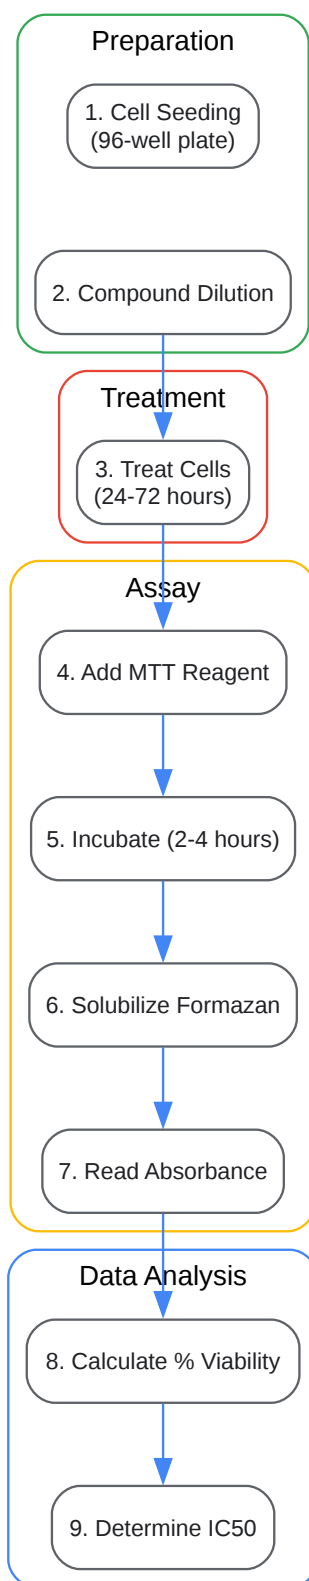 Preparation
1. Cell Seeding
(96-well plate)
2. Compound Dilution
Treatment
3. Treat Cells
(24-72 hours)
Assay
4. Add MTT Reagent
5. Incubate (2-4 hours)
6. Solubilize Formazan
7. Read Absorbance
Data Analysis
8. Calculate % Viability
9. Determine IC50